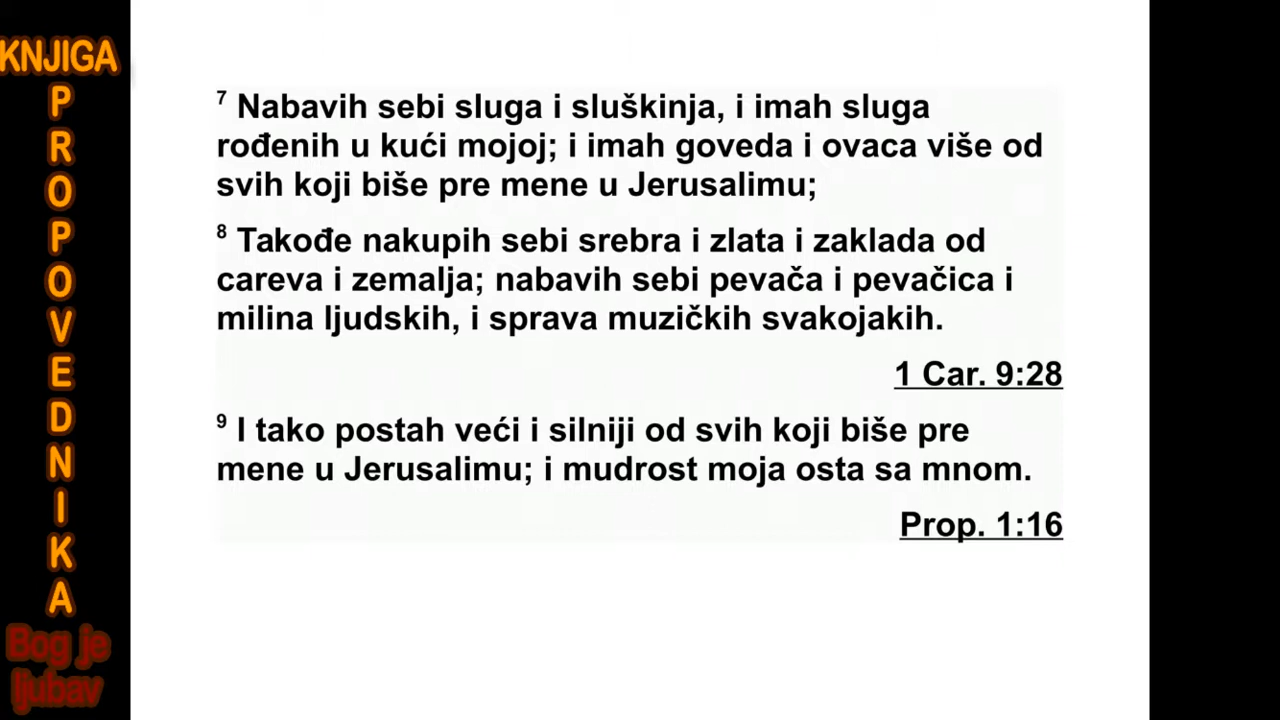 KNJIGA
PROPOVEDNIKA
Bog je
ljubav
7 Nabavih sebi sluga i sluškinja, i imah sluga
rođenih u kući mojoj; i imah goveda i ovaca više od
svih koji biše pre mene u Jerusalimu;
8 Takođe nakupih sebi srebra i zlata i zaklada od
careva i zemalja; nabavih sebi pevača i pevačica i
milina ljudskih, i sprava muzičkih svakojakih.
1 Car. 9:28
9 I tako postah veći i silniji od svih koji biše pre
mene u Jerusalimu; i mudrost moja osta sa mnom.
Prop. 1:16